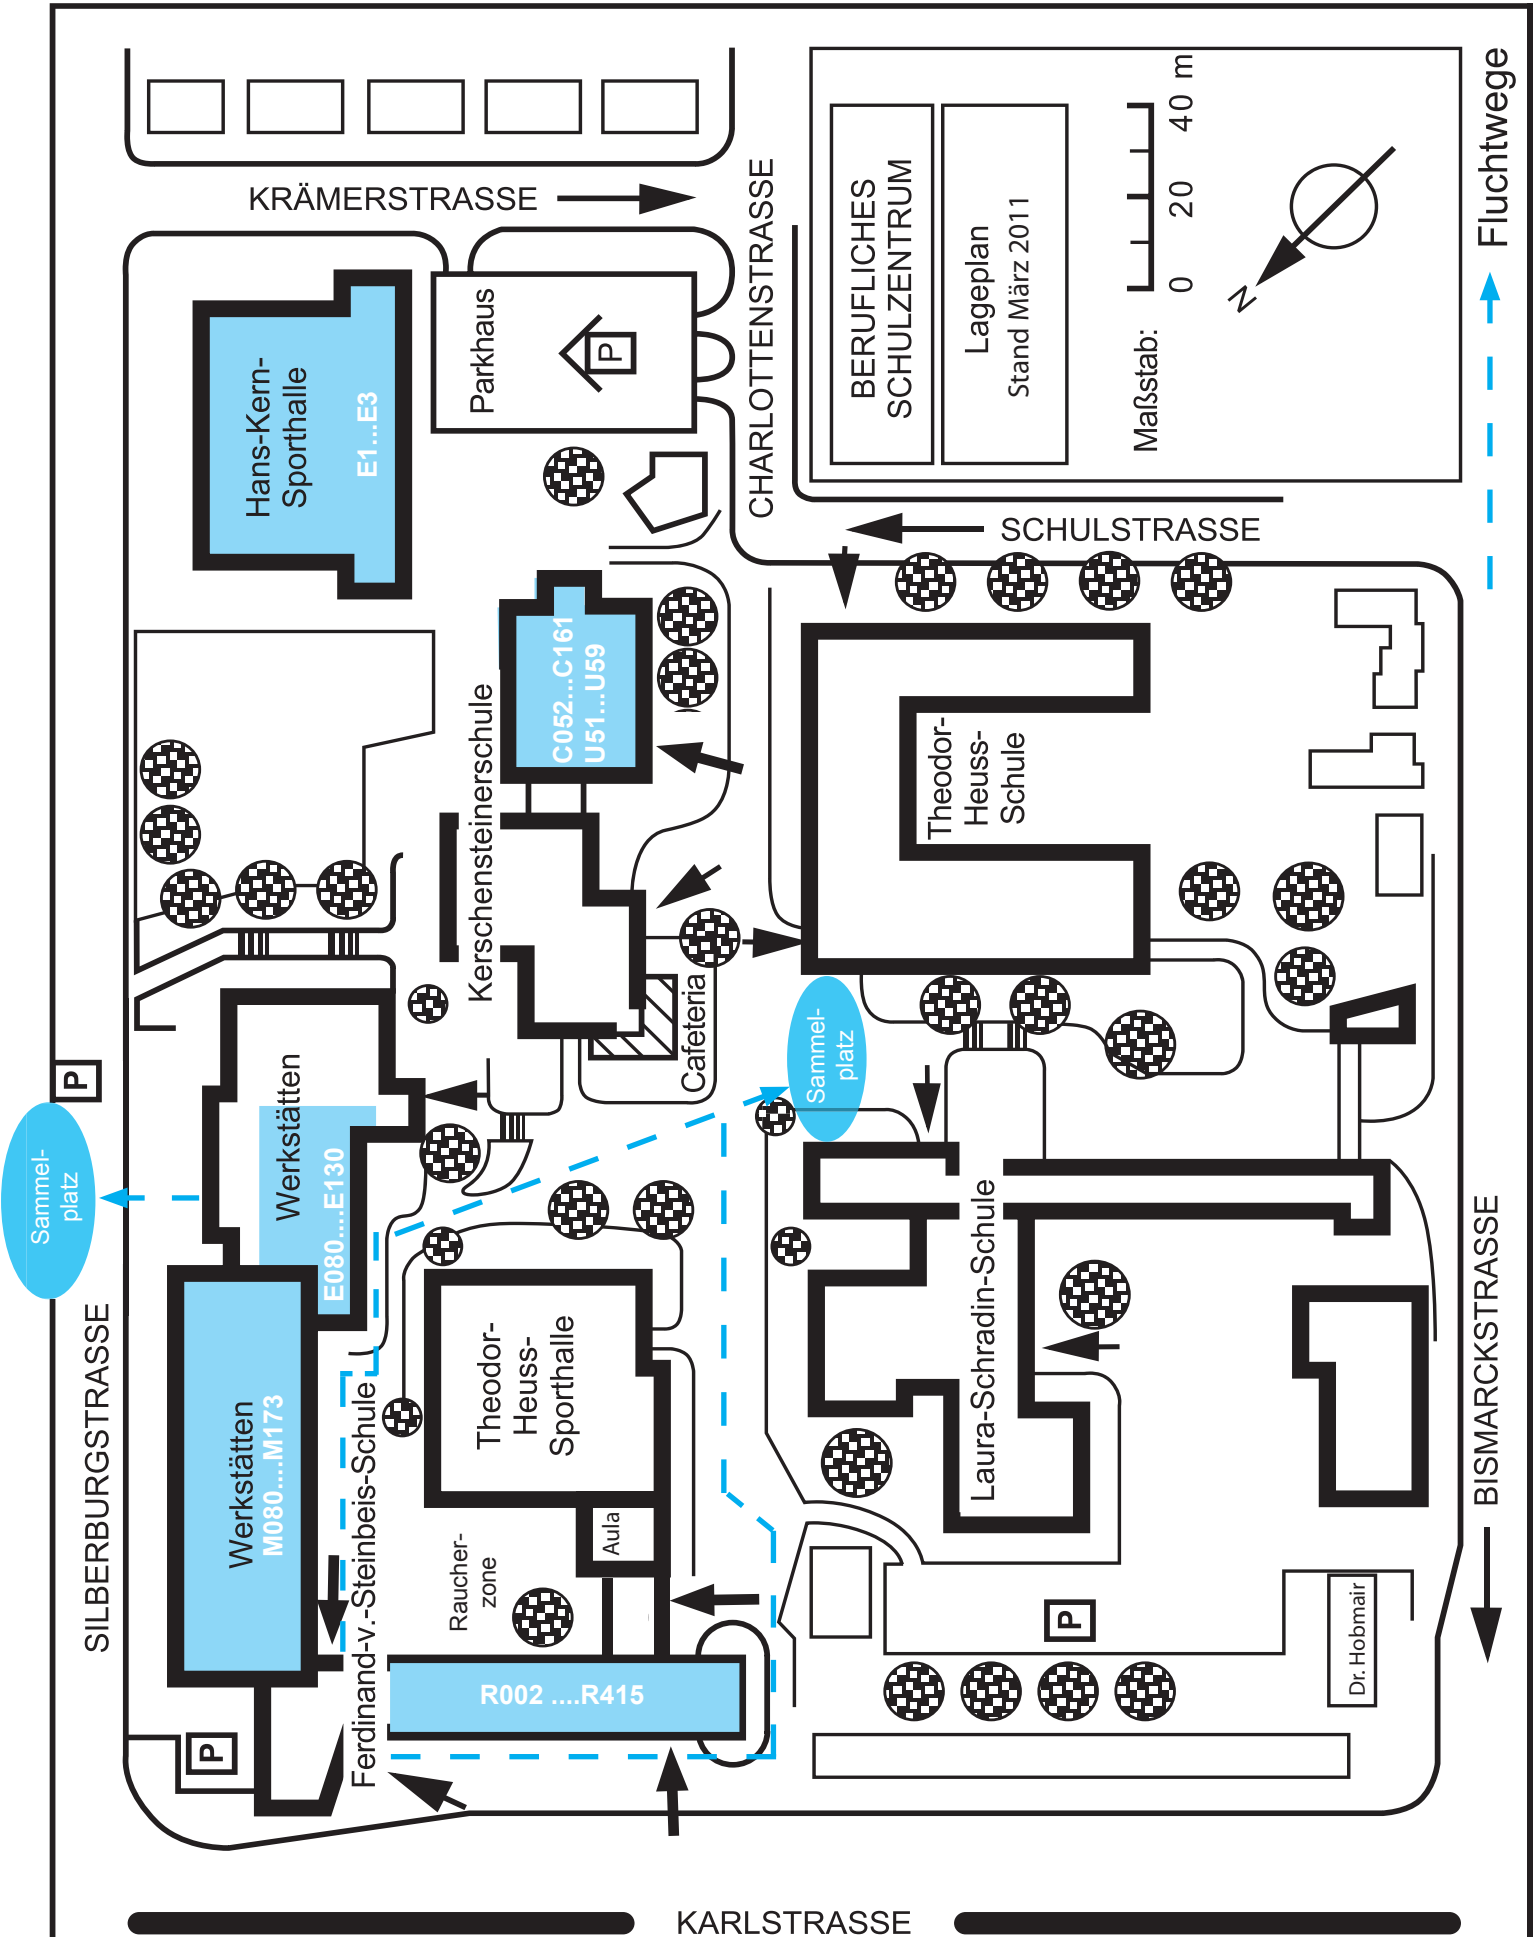 KRÄMERSTRASSE
CHARLOTTENSTRASSE
BERUFLICHES
SCHULZENTRUM
Lageplan
Stand März 2011
Maßstab:
0 20 40 m
N
Fluchtwege
Hans-Kern-
Sporthalle
E1...E3
Parkhaus
P
SCHULSTRASSE
Kerschensteinerschule
C052...C161
U51...U59
Theodor-
Heuss-
Schule
Cafeteria
Sammel-
platz
P
Sammel-
platz
Werkstätten
E080....E130
SILBERBURGSTRASSE
Werkstätten
M080....M173
Ferdinand-v.-Steinbeis-Schule
Theodor-
Heuss-
Sporthalle
Aula
Raucher-
zone
Laura-Schradin-Schule
BISMARCKSTRASSE
P
Dr. Hobmair
R002 ....R415
P
KARLSTRASSE